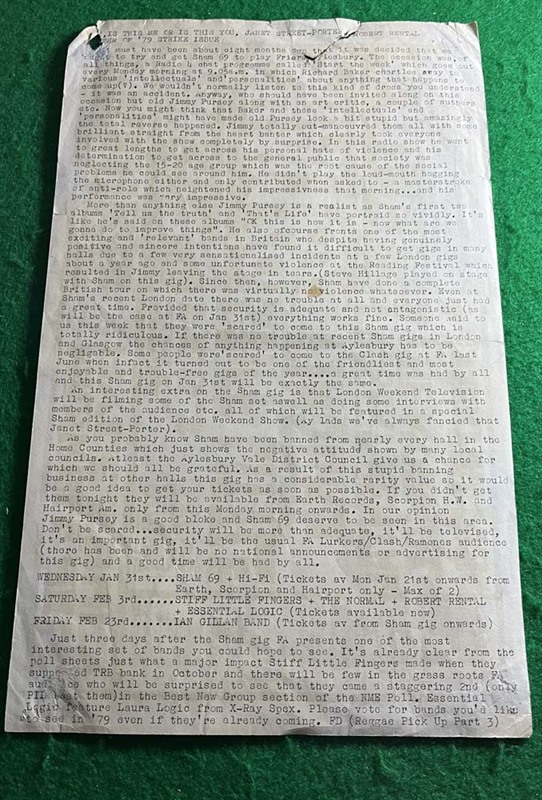 IS THIS ME OR IS THIS YOU, JANET STREET-PORTER ROBERT RENTAL
OF '79 STRIKE ISSUE
must have been about eight months ago that it was decided that we
ought to try and get Sham 69 to play Friars Aylesbury. The occasion was, of
all things, a Radio 4 chat programme called 'Start the Week' which goes out
every Monday morning at 9.05a.m. in which Richard Baker chatles away to
various 'intellectuals' and 'personalities' about anything that happens to
come up(?). We wouldn't normally listen to this kind of dross you understand
it was an accident. Anyway, who should have been invited along on this
occasion but old Jimmy Pursey along with an art critic, a couple of authors
etc. Now you might think that Baker and these 'intellectuals' and
'personalities' might have made old Pursey look a bit stupid but amazingly
the total reverse happened. Jimmy totally out-manoeuvred them all with some
brilliant straight from the heart banter which clearly took everyone
involved with the show completely by surprise. In this radio show he went
to great lengths to get across his personal hate of violence and his
determination to get across to the general public that society was
neglecting the 15-20 age group which was the root cause of the social
problems he could see around him. He didn't play the loud-mouth hogging
the microphone either and only contributed when asked to - a masterstroke
of anti-role which heightened his impressiveness that morning...and his
performance was very impressive.
More than anything else Jimmy Pursey is a realist as Sham's first two
albums 'Tell us the truth' and 'That's life' have portraid so vividly. It's
like he's said on these albums "OK this is how it is - now what are we
gonna do to improve things". He also ofcourse fronts one of the most
exciting and 'relevent' bands in Britain who despite having genuinly
positive and sincere intentions have found it difficult to get gigs in many
halls due to a few very sensationalised incidents at a few London gigs
about a year ago and some unfortunate violence at the Reading Festival which
resulted in Jimmy leaving the stage in tears.(Steve Hillage played on stage
with Sham on this gig). Since then, however, Sham have done a complete
British tour on which there was virtually no violence whatsoever. Even on
Sham's recent London date there was no trouble at all and everyone just had
a great time. Provided that security is adequate and not antagonistic (as
will be the case at FA on Jan 31st) everything works fine. Someone said to
us this week that they were 'scared' to come to this Sham gig which is
totally ridiculous. If there was no trouble at recent Sham gigs in London
and Glasgow the chances of anything happening at Aylesbury has to be
negligable. Some people were'scared' to come to the Clash gig at FA last
June when infact it turned out to be one of the friendliest and most
enjoyable and trouble-free gigs of the year....a great time was had by all
and this Sham gig on Jan 31st will be exactly the same.
An interesting extra on the Sham gig is that London Weekend Television
will be filming some of the Sham set aswell as doing some interviews with
members of the audience etc. all of which will be featured in a special
Sham edition of the London Weekend Show. (Ay lads we've always fancied that
Janet Street-Porter).
As you probably know Sham have been banned from nearly every hall in the
Home Counties which just shows the negative attitude shown by many local
councils. Atleast the Aylesbury Vale District Council give us a chance for
which we should all be grateful. As a result of this stupid banning
business at other halls this gig has a considerable rarity value so it would
be a good idea to get your tickets as soon as possible. If you didn't get
them tonight they will be available from Earth Records, Scorpion H.W. and
Hairport Am. only from this Monday morning onwards. In our opinion
Jimmy Pursey is a good bloke and Sham 69 deserve to be seen in this area.
Don't be scared...security will be more than adequate, it'll be televised,
it's an important gig, it'll be the usual FA Lurkers/Clash/Ramones audience
(there has been and will be no national announcements or advertising for
this gig) and a good time will be had by all.
WEDNESDAY JAN 31st....SHAM 69 + Hi-Fi (Tickets av Mon Jan 21st onwards from
Earth, Scorpion and Hairport only - Max of 2)
SATURDAY FEB 3rd......STIFF LITTLE FINGERS + THE NORMAL + ROBERT RENTAL
+ ESSENTIAL LOGIC (Tickets available now)
FRIDAY FEB 23rd.......IAN GILLAN BAND (Tickets av from Sham gig onwards)
Just three days after the Sham gig FA presents one of the most
interesting set of bands you could hope to see. It's already clear from the
poll sheets just what a major impact Stiff Little Fingers made when they
supported TRB bank in October and there will be few in the grass roots FA
audience who will be surprised to see that they came a staggering 2nd (only
PIL beat them)in the Best New Group section of the NME Poll. Essential
Logic feature Laura Logic from X-Ray Spex. Please vote for bands you'd like
to see in '79 even if they're already coming. FD (Reggae Pick Up Part 3)